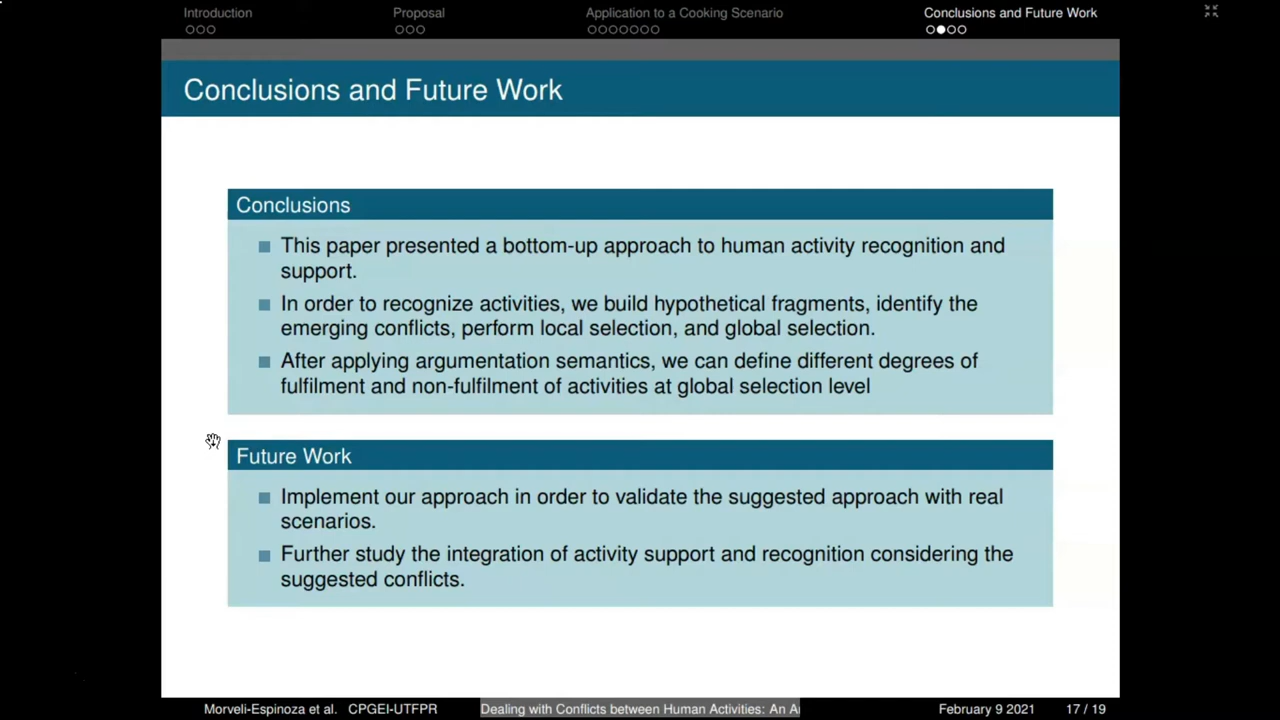 Introduction
Proposal
Application to a Cooking Scenario
Conclusions and Future Work
Conclusions and Future Work
Conclusions
This paper presented a bottom-up approach to human activity recognition and
support.
In order to recognize activities, we build hypothetical fragments, identify the
emerging conflicts, perform local selection, and global selection.
After applying argumentation semantics, we can define different degrees of
fulfilment and non-fulfilment of activities at global selection level
Future Work
Implement our approach in order to validate the suggested approach with real
scenarios.
Further study the integration of activity support and recognition considering the
suggested conflicts.
Morveli-Espinoza et al. CPGEI-UTFPR
Dealing with Conflicts between Human Activities: An
February 9 2021
17 / 19